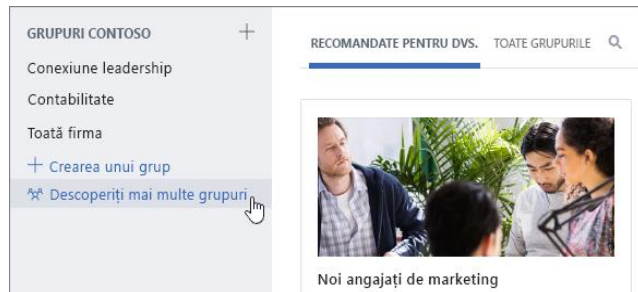 GRUPURI CONTOSO
Conexiune leadership
Contabilitate
Toată firma
Crearea unui grup
Descoperiți mai multe grupuri
RECOMANDATE PENTRU DVS. TOATE GRUPURILE
Noi angajați de marketing